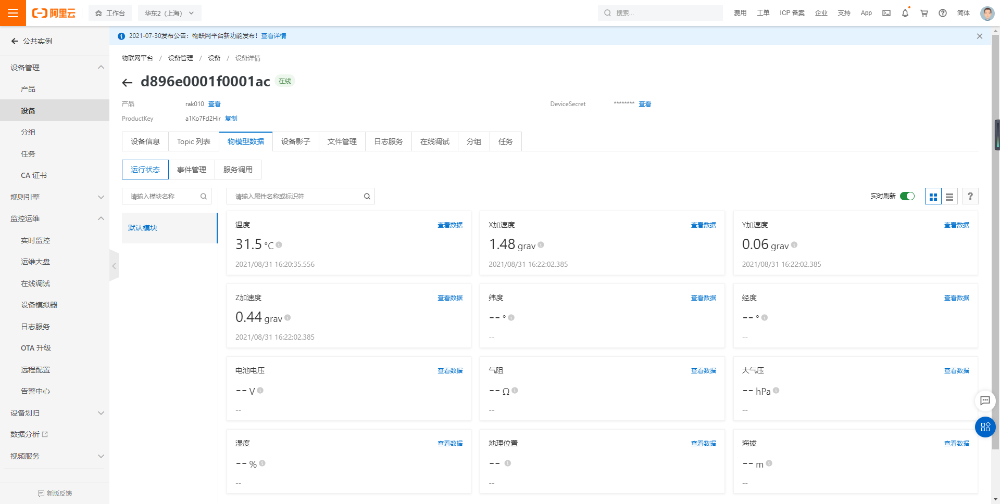 阿里云
工作台
华东2（上海）
搜索...
费用
工单
ICP 备案
企业
支持
App
简体
公共实例
设备管理
产品
设备
分组
任务
CA 证书
规则引擎
监控运维
实时监控
运维大盘
在线调试
设备模拟器
日志服务
OTA 升级
远程配置
告警中心
设备划归
数据分析
视频服务
新版反馈
2021-07-30发布公告：物联网平台新功能发布！查看详情
物联网平台 / 设备管理 / 设备 / 设备详情
d896e0001f0001ac 在线
产品 rak010 查看
DeviceSecret ******** 查看
ProductKey a1Ko7Fd2Hir 复制
设备信息
Topic 列表
物模型数据
设备影子
文件管理
日志服务
在线调试
分组
任务
运行状态
事件管理
服务调用
请输入模块名称
请输入属性名称或标识符
实时刷新
?
默认模块
温度 查看数据
31.5 °C
2021/08/31 16:20:35.556
X加速度 查看数据
1.48 grav
2021/08/31 16:22:02.385
Y加速度 查看数据
0.06 grav
2021/08/31 16:22:02.385
Z加速度 查看数据
0.44 grav
2021/08/31 16:22:02.385
纬度 查看数据
-- °
--
经度 查看数据
-- °
--
电池电压 查看数据
-- V
--
气阻 查看数据
-- Ω
--
大气压 查看数据
-- hPa
--
湿度 查看数据
-- %
--
地理位置 查看数据
--
--
海拔 查看数据
-- m
--